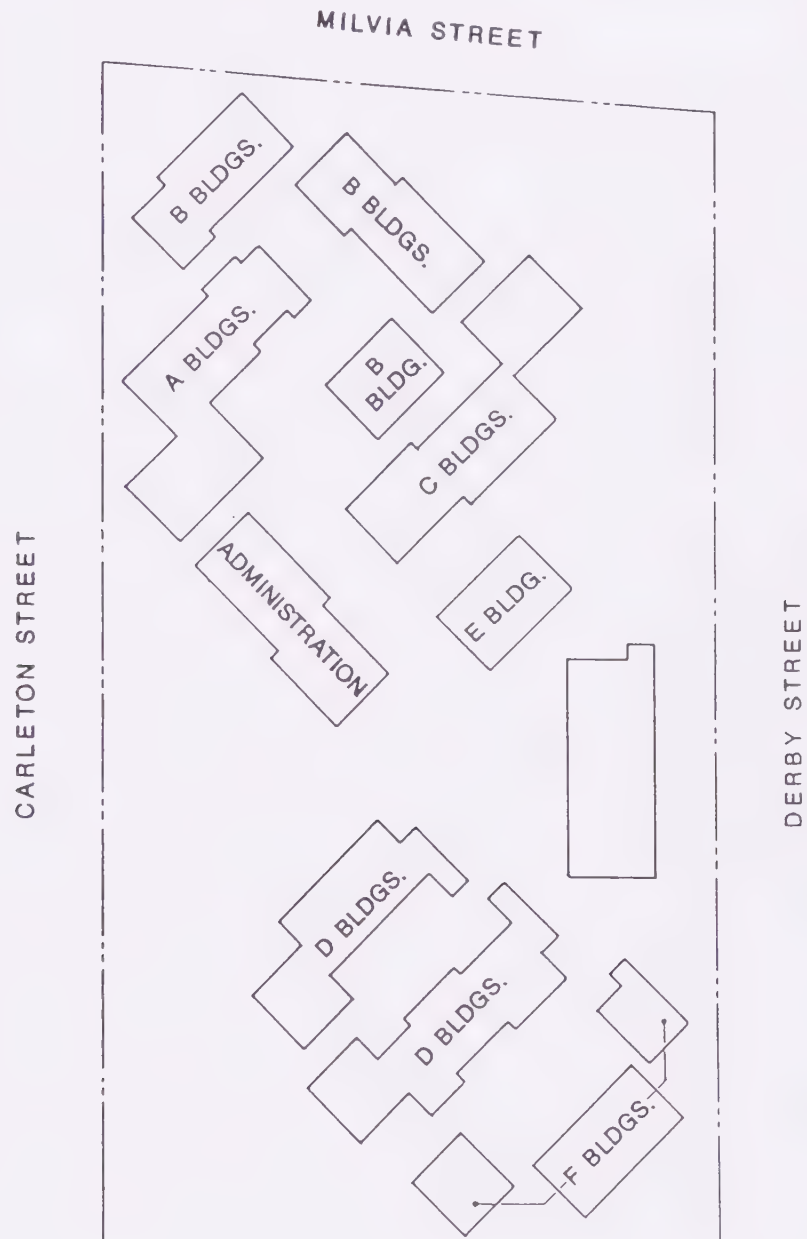 MILVIA STREET
B BLDGS.
B BLDGS.
A BLDGS.
B
BLDG.
C BLDGS.
ADMINISTRATION
E BLDG.
CARLETON STREET
DERBY STREET
D BLDGS.
D BLDGS.
F BLDGS.